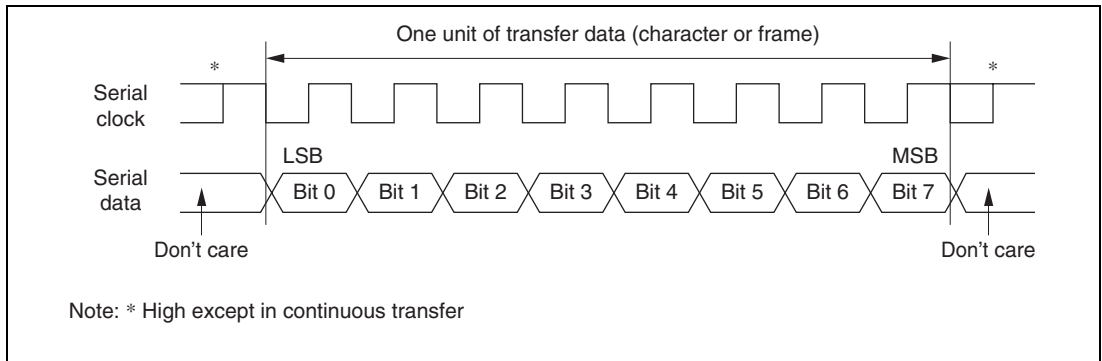 One unit of transfer data (character or frame)
* *
Serial
clock
LSB MSB
Serial
data
Bit 0 Bit 1 Bit 2 Bit 3 Bit 4 Bit 5 Bit 6 Bit 7
Don't care Don't care
Note: * High except in continuous transfer